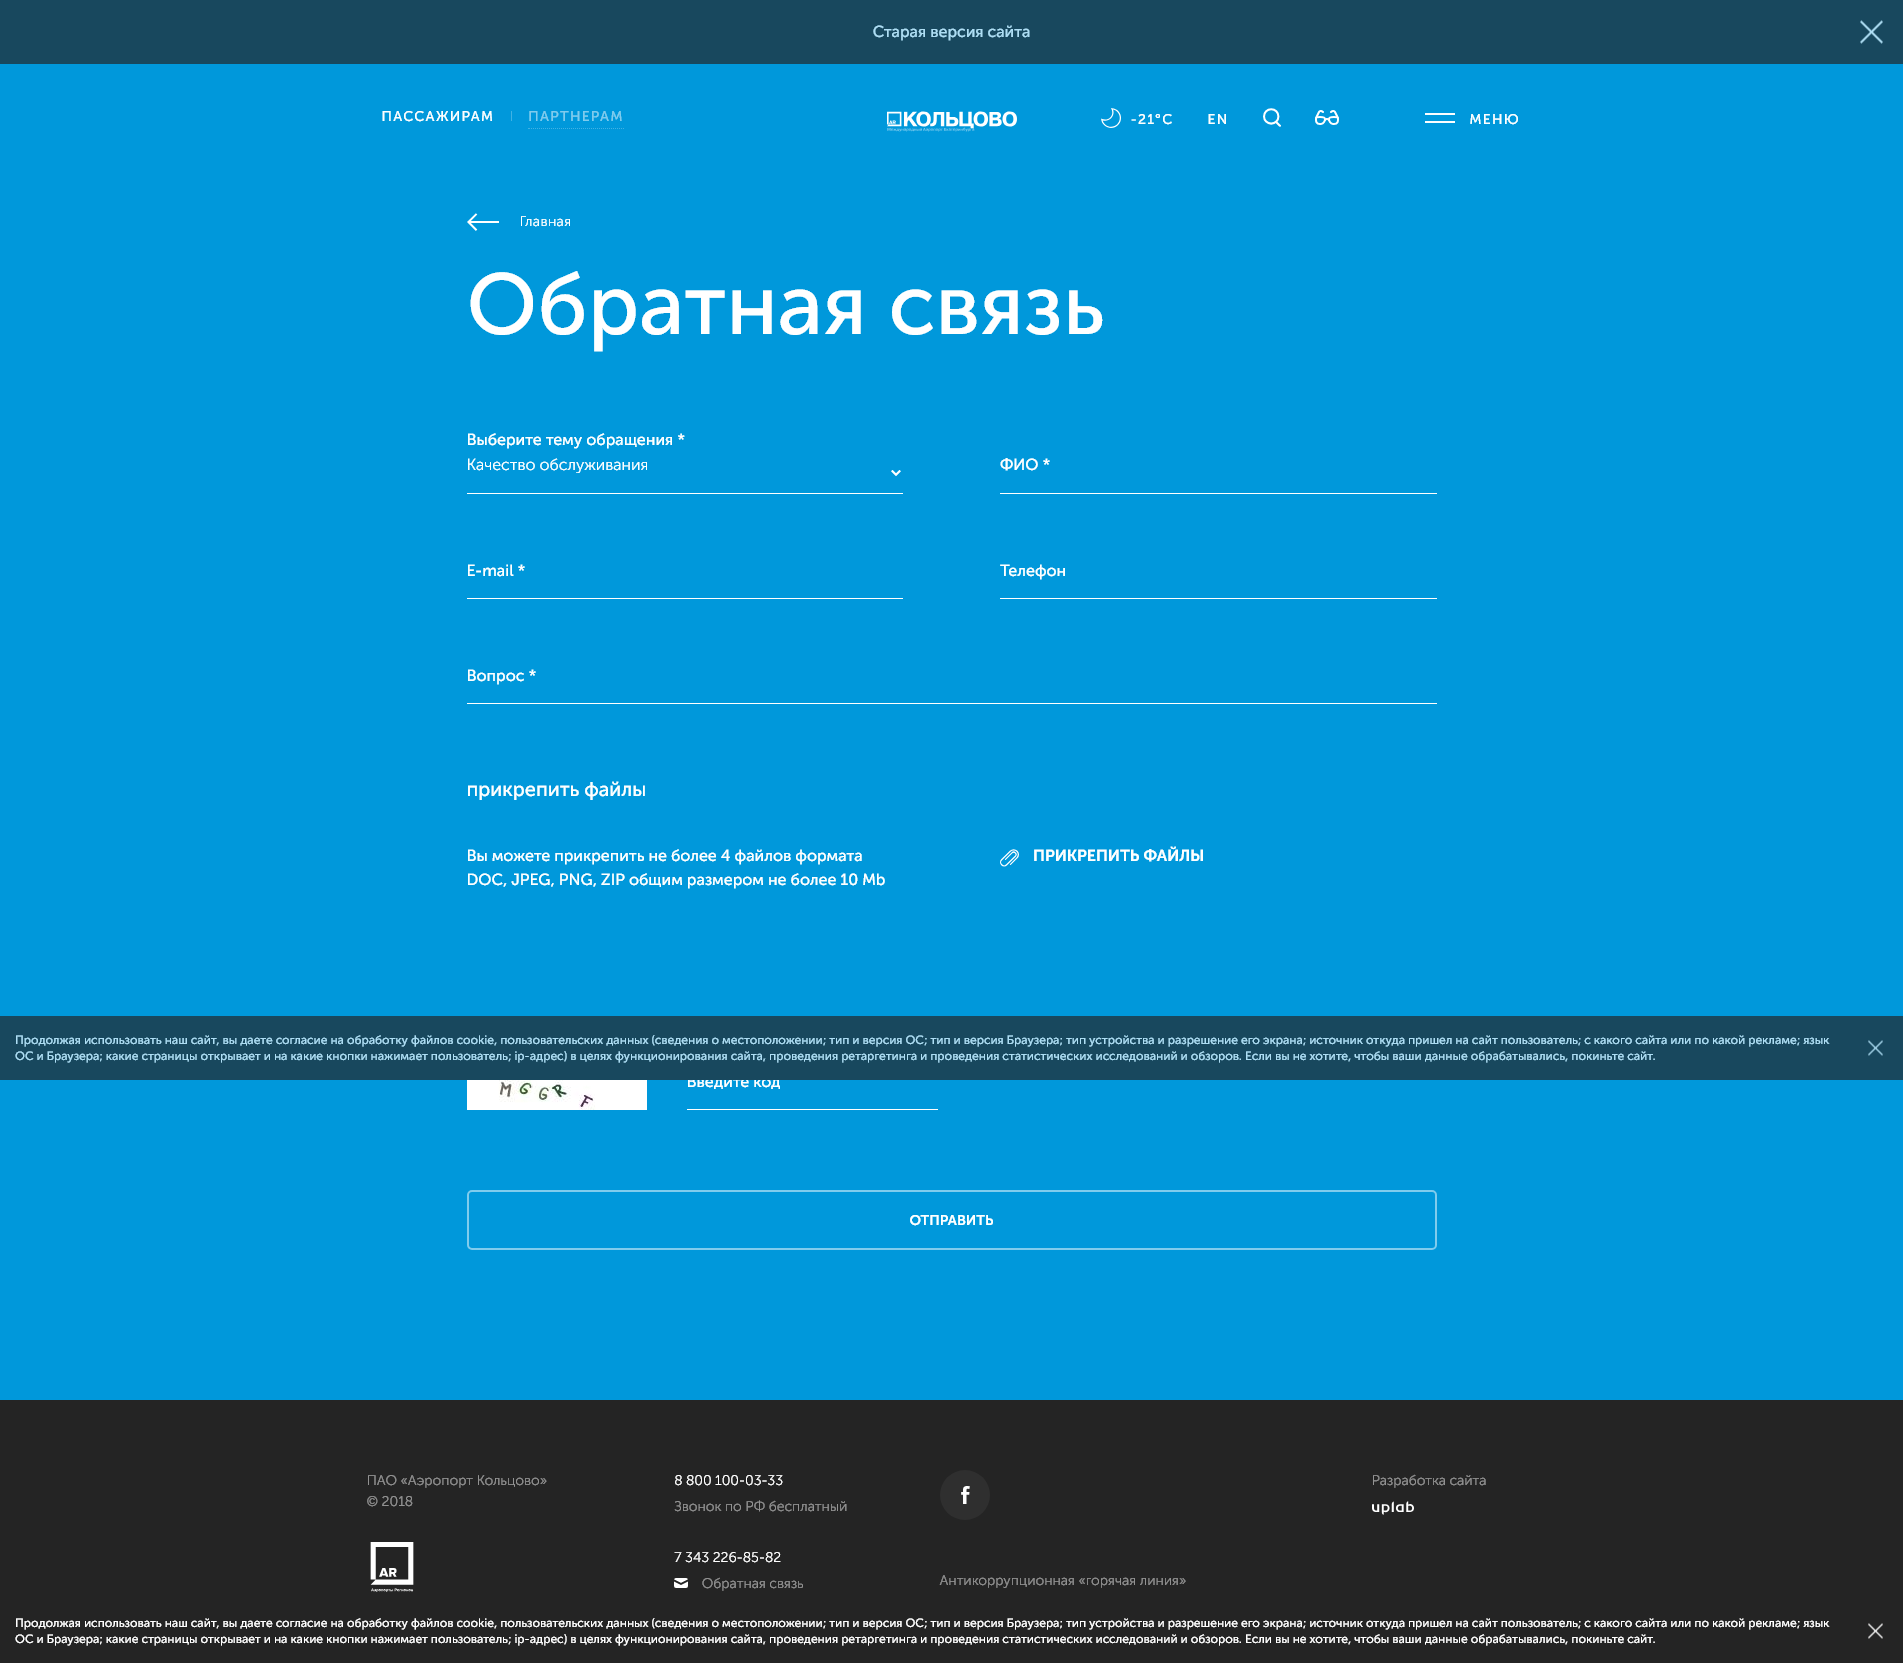 Старая версия сайта
ПАССАЖИРАМ
ПАРТНЕРАМ
КОЛЬЦОВО
-21°C
EN
МЕНЮ
Главная
Обратная связь
Выберите тему обращения *
Качество обслуживания
ФИО *
E-mail *
Телефон
Вопрос *
прикрепить файлы
Вы можете прикрепить не более 4 файлов формата
DOC, JPEG, PNG, ZIP общим размером не более 10 Mb
ПРИКРЕПИТЬ ФАЙЛЫ
Продолжая использовать наш сайт, вы даете согласие на обработку файлов cookie, пользовательских данных (сведения о местоположении; тип и версия ОС; тип и версия Браузера; тип устройства и разрешение его экрана; источник откуда пришел на сайт пользователь; с какого сайта или по какой рекламе; язык
ОС и Браузера; какие страницы открывает и на какие кнопки нажимает пользователь; ip-адрес) в целях функционирования сайта, проведения ретаргетинга и проведения статистических исследований и обзоров. Если вы не хотите, чтобы ваши данные обрабатывались, покиньте сайт.
MGGRF
Введите код
ОТПРАВИТЬ
ПАО «Аэропорт Кольцово»
© 2018
AR
Аэропорты Регионов
8 800 100-03-33
Звонок по РФ бесплатный
7 343 226-85-82
Обратная связь
f
Антикоррупционная «горячая линия»
Разработка сайта
uplab
Продолжая использовать наш сайт, вы даете согласие на обработку файлов cookie, пользовательских данных (сведения о местоположении; тип и версия ОС; тип и версия Браузера; тип устройства и разрешение его экрана; источник откуда пришел на сайт пользователь; с какого сайта или по какой рекламе; язык
ОС и Браузера; какие страницы открывает и на какие кнопки нажимает пользователь; ip-адрес) в целях функционирования сайта, проведения ретаргетинга и проведения статистических исследований и обзоров. Если вы не хотите, чтобы ваши данные обрабатывались, покиньте сайт.